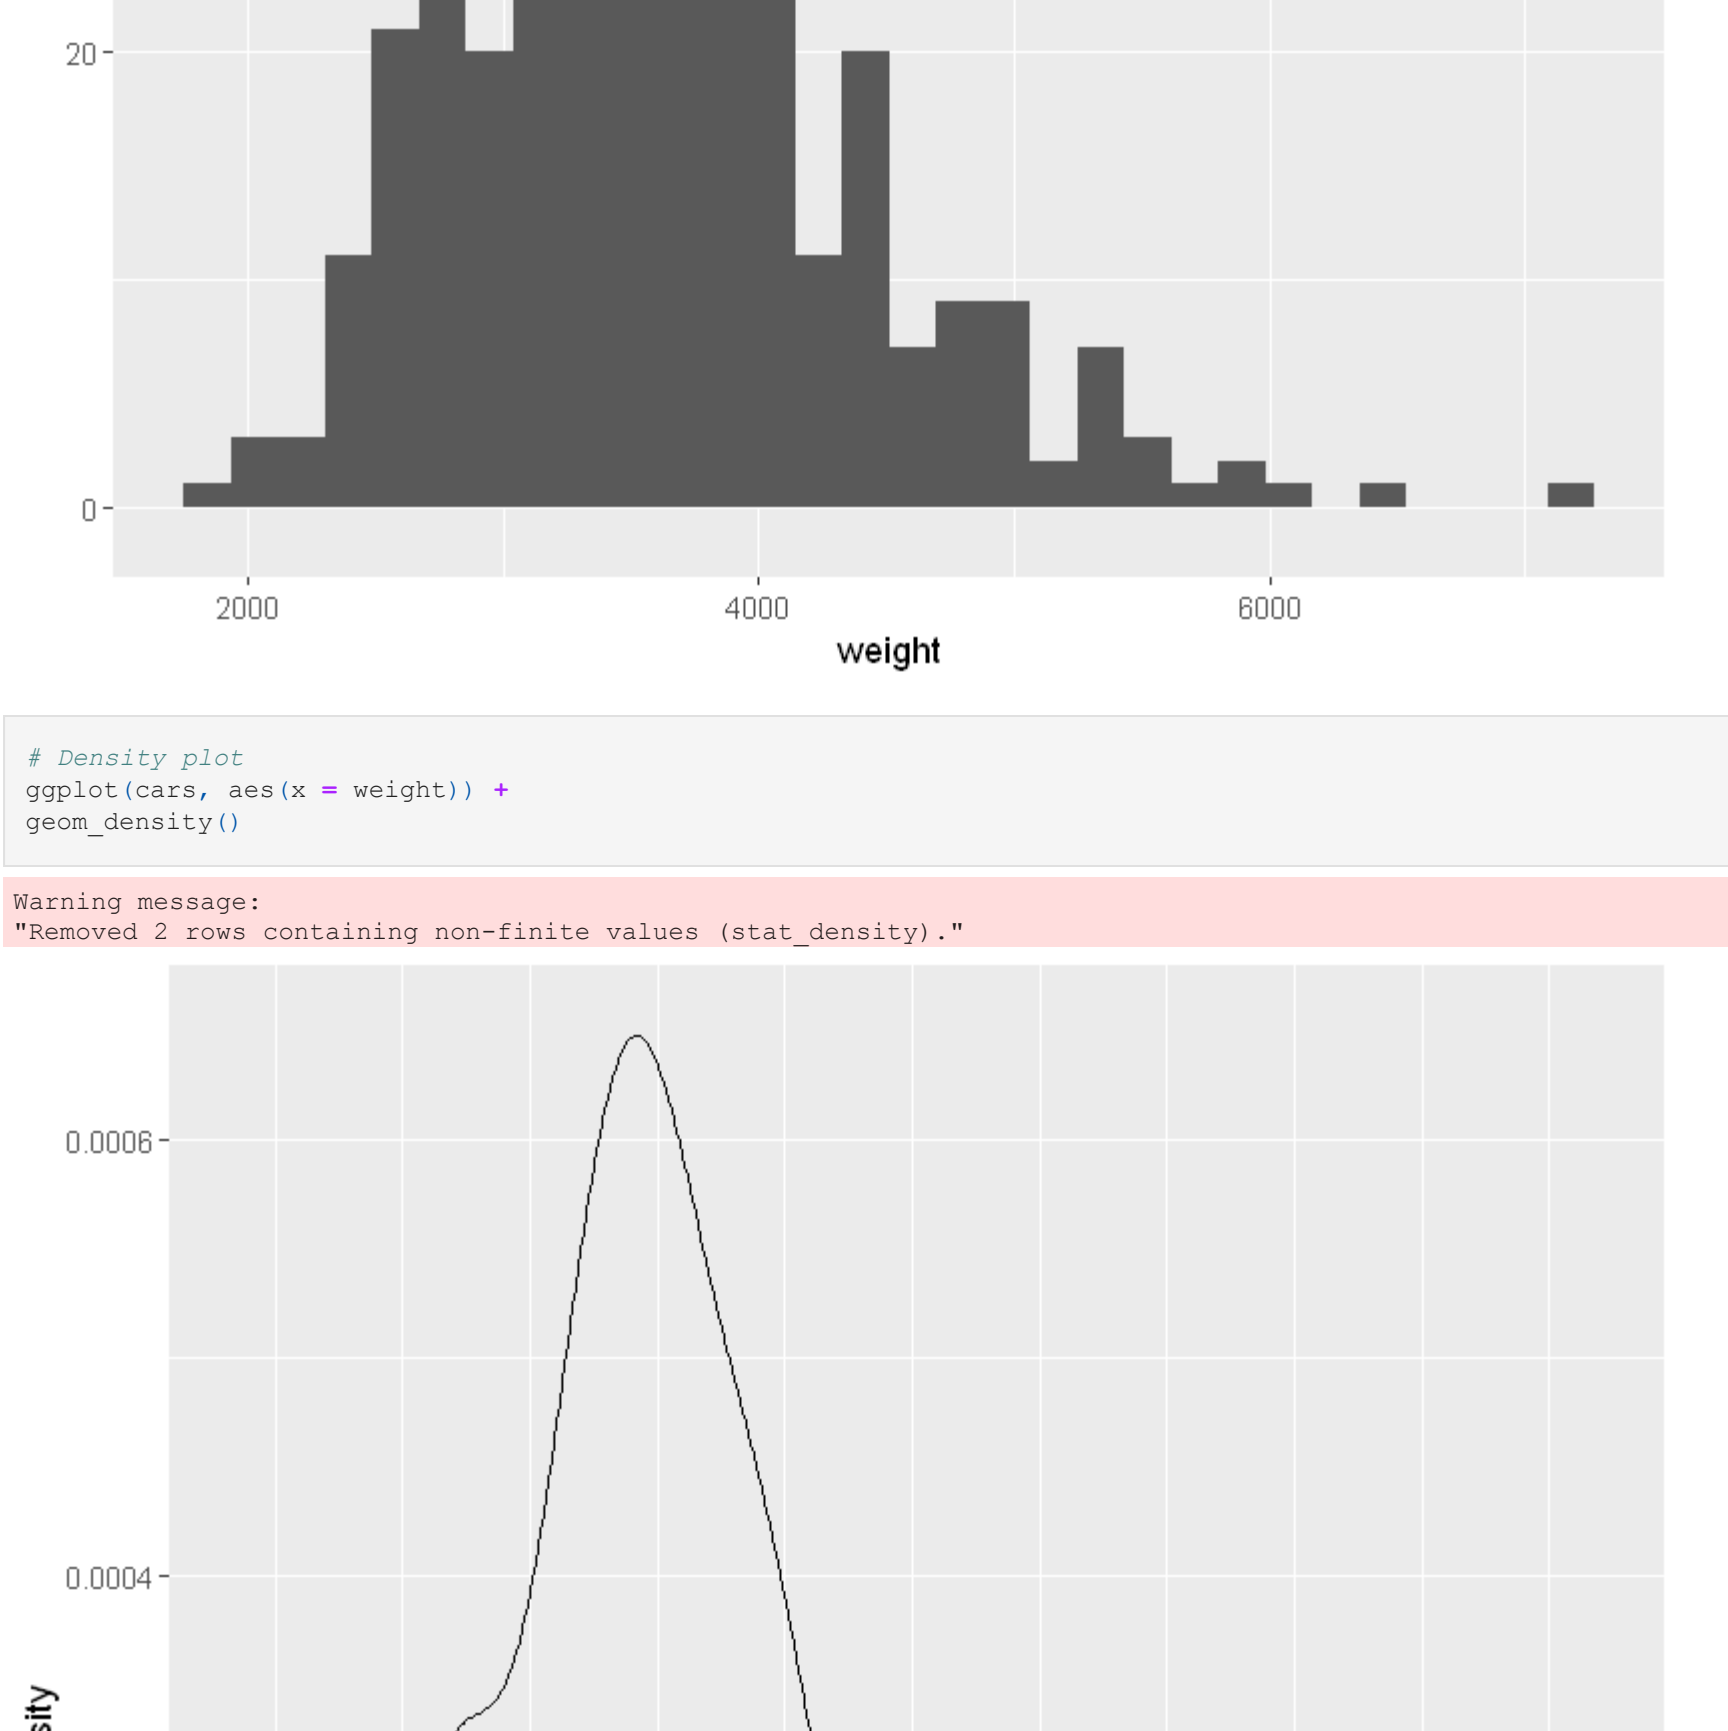 20
0
2000 4000 6000
weight
# Density plot
ggplot(cars, aes(x = weight)) +
geom_density()
Warning message:
"Removed 2 rows containing non-finite values (stat_density)."
0.0006
0.0004
sity